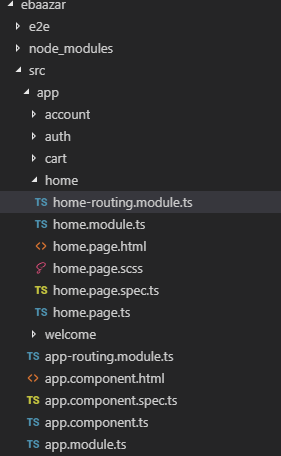 ebaazar
e2e
node_modules
src
app
account
auth
cart
home
TS home-routing.module.ts
TS home.module.ts
<> home.page.html
home.page.scss
TS home.page.spec.ts
TS home.page.ts
welcome
TS app-routing.module.ts
<> app.component.html
TS app.component.spec.ts
TS app.component.ts
TS app.module.ts